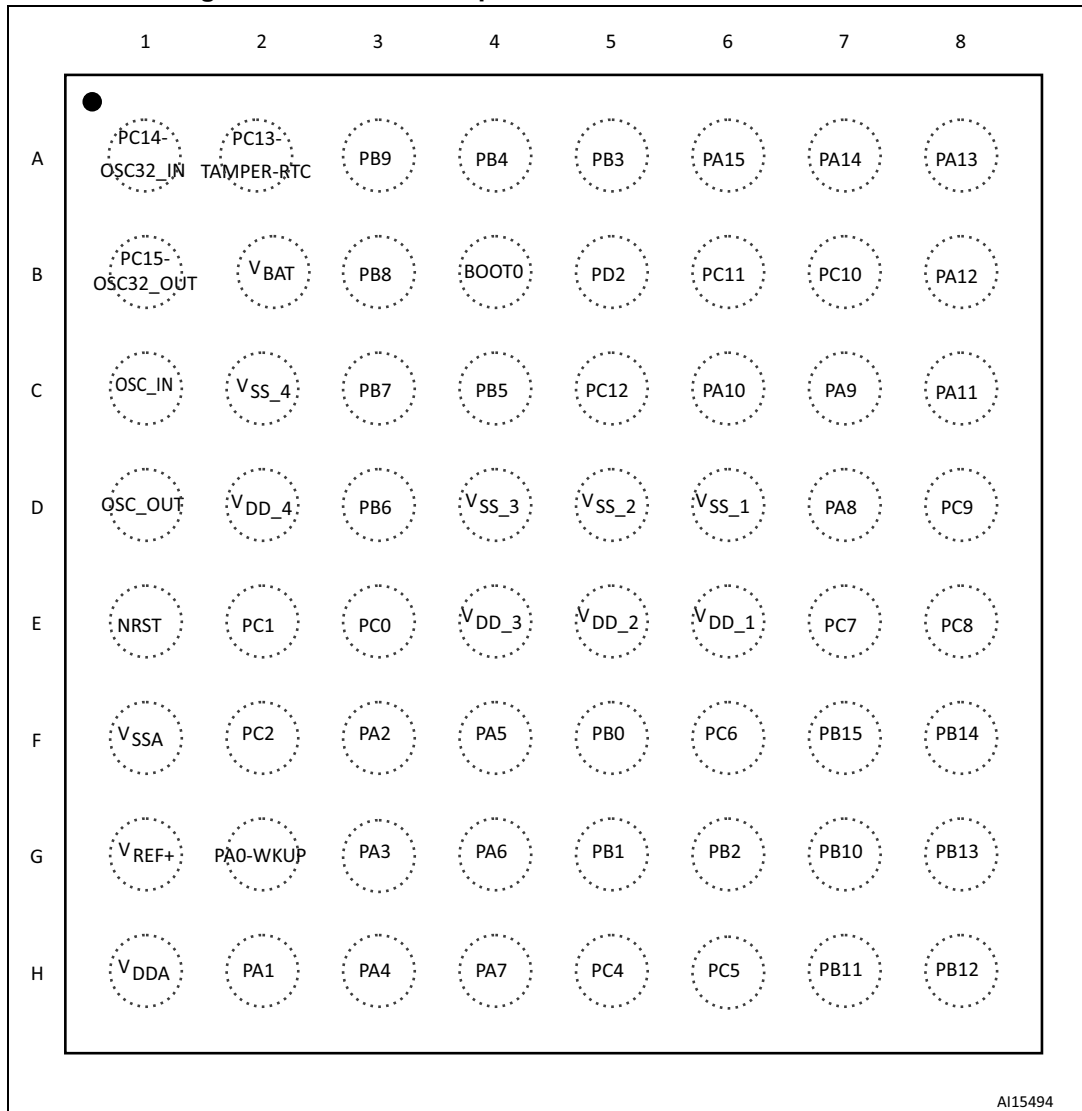 1 2 3 4 5 6 7 8
A PC14-OSC32_IN PC13-TAMPER-RTC PB9 PB4 PB3 PA15 PA14 PA13
B PC15-OSC32_OUT VBAT PB8 BOOT0 PD2 PC11 PC10 PA12
C OSC_IN VSS_4 PB7 PB5 PC12 PA10 PA9 PA11
D OSC_OUT VDD_4 PB6 VSS_3 VSS_2 VSS_1 PA8 PC9
E NRST PC1 PC0 VDD_3 VDD_2 VDD_1 PC7 PC8
F VSSA PC2 PA2 PA5 PB0 PC6 PB15 PB14
G VREF+ PA0-WKUP PA3 PA6 PB1 PB2 PB10 PB13
H VDDA PA1 PA4 PA7 PC4 PC5 PB11 PB12
AI15494